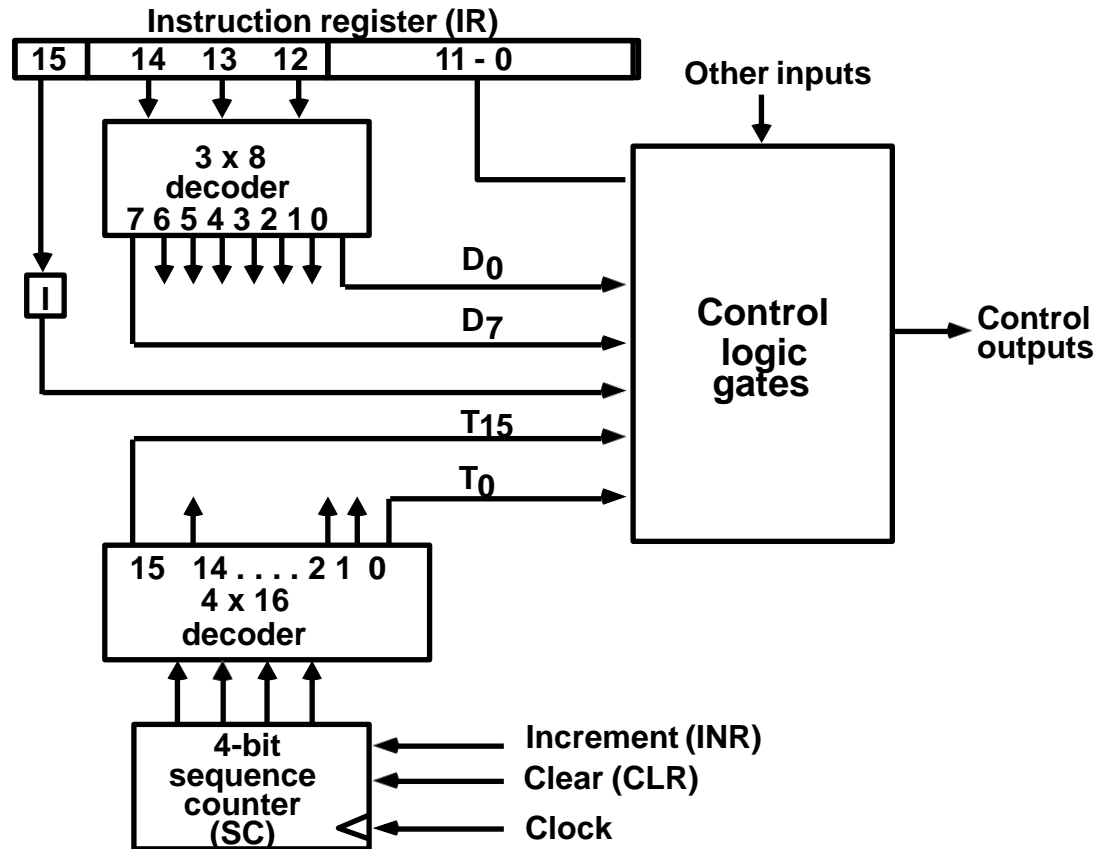 Instruction register (IR)
15 14 13 12 11 - 0
Other inputs
3 x 8
decoder
7 6 5 4 3 2 1 0
D0
I
D7
Control
logic
gates
Control
outputs
T15
T0
15 14 . . . . 2 1 0
4 x 16
decoder
4-bit
sequence
counter
(SC)
Increment (INR)
Clear (CLR)
Clock